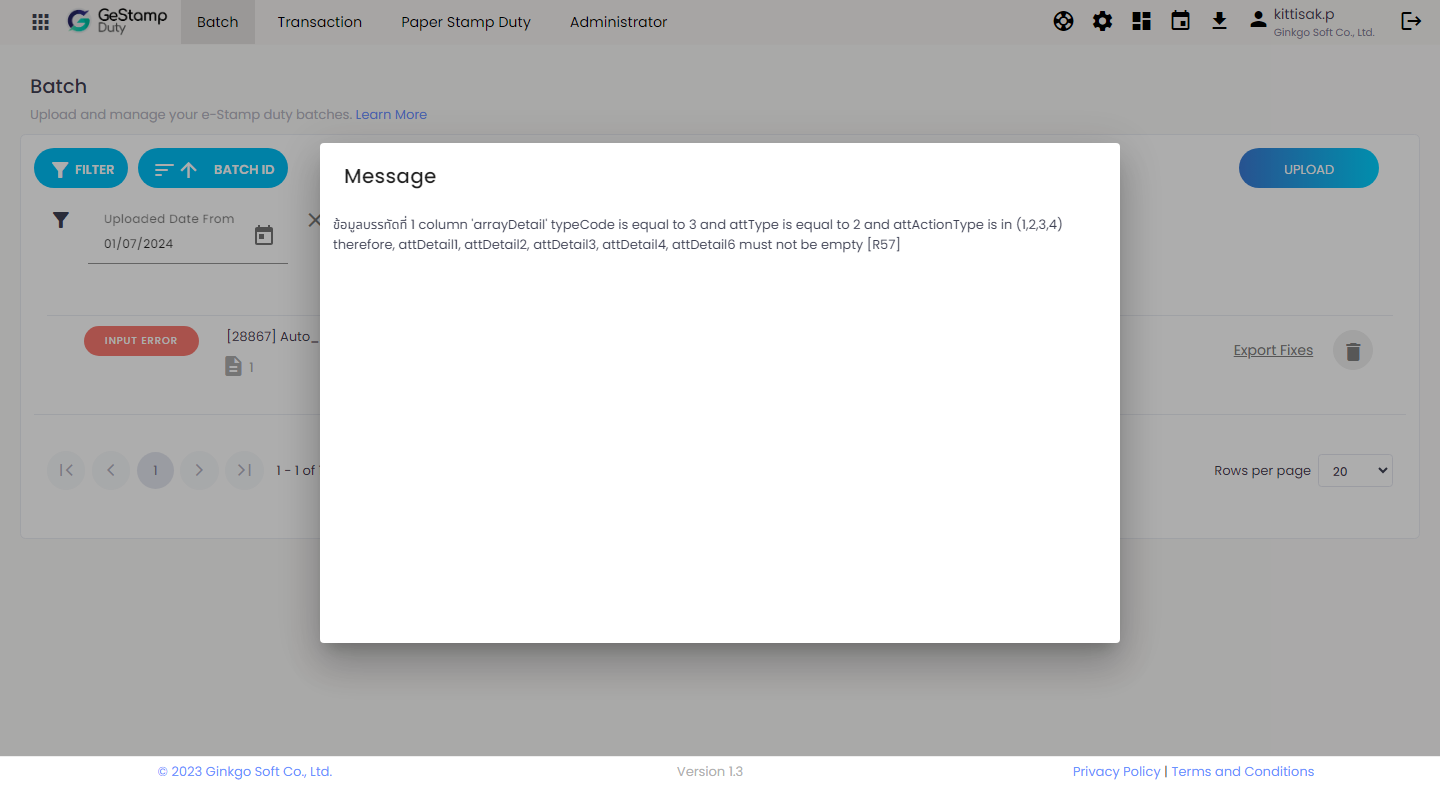 GeStamp
Duty
Batch
Transaction
Paper Stamp Duty
Administrator
kittisak.p
Ginkgo Soft Co., Ltd.
Batch
Upload and manage your e-Stamp duty batches. Learn More
FILTER
BATCH ID
UPLOAD
Message
Uploaded Date From
01/07/2024
ข้อมูลบรรทัดที่ 1 column 'arrayDetail' typeCode is equal to 3 and attType is equal to 2 and attActionType is in (1,2,3,4)
therefore, attDetail1, attDetail2, attDetail3, attDetail4, attDetail6 must not be empty [R57]
INPUT ERROR
[28867] Auto_
1
Export Fixes
1
1 - 1 of
Rows per page
20
© 2023 Ginkgo Soft Co., Ltd.
Version 1.3
Privacy Policy | Terms and Conditions